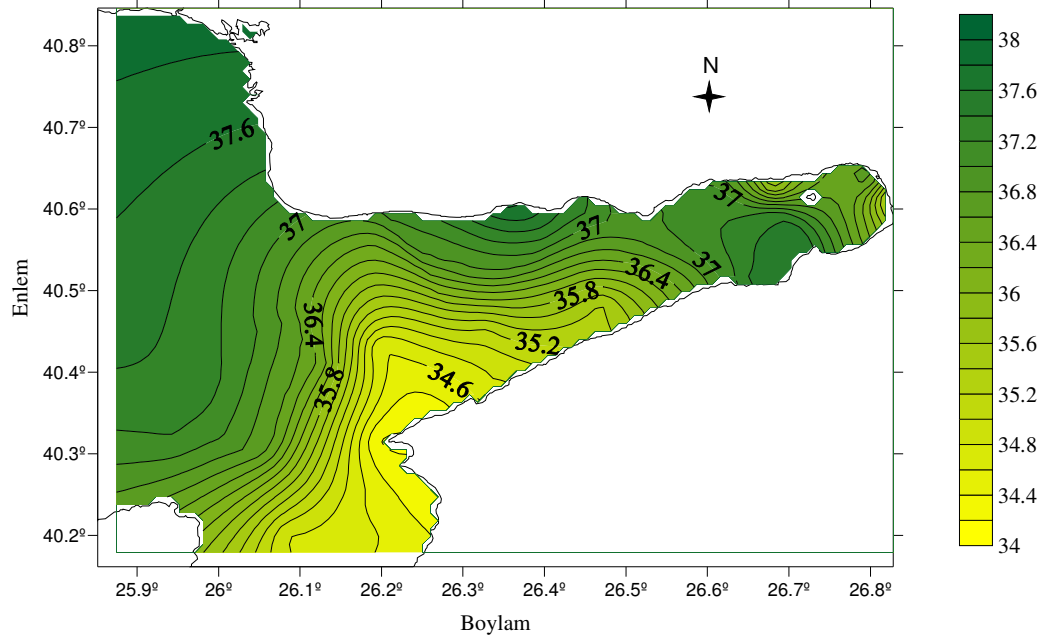 40.8º
40.7º
40.6º
40.5º
40.4º
40.3º
40.2º
Enlem
25.9º
26º
26.1º
26.2º
26.3º
26.4º
26.5º
26.6º
26.7º
26.8º
Boylam
N
37.6
37
37
37
37
36.4
36.4
35.8
35.8
35.2
34.6
38
37.6
37.2
36.8
36.4
36
35.6
35.2
34.8
34.4
34